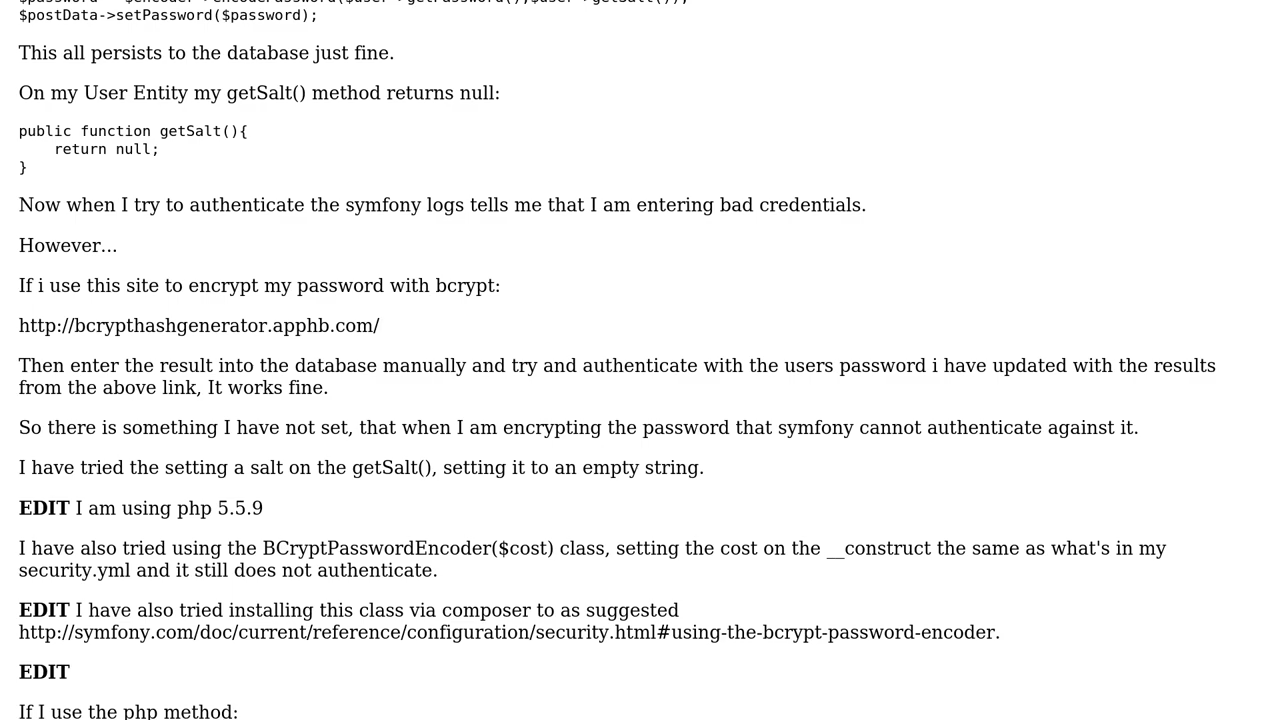 $password = $encoder->encodePassword($user->getPassword(),$user->getSalt());
$postData->setPassword($password);
This all persists to the database just fine.
On my User Entity my getSalt() method returns null:
public function getSalt(){
    return null;
}
Now when I try to authenticate the symfony logs tells me that I am entering bad credentials.
However...
If i use this site to encrypt my password with bcrypt:
http://bcrypthashgenerator.apphb.com/
Then enter the result into the database manually and try and authenticate with the users password i have updated with the results
from the above link, It works fine.
So there is something I have not set, that when I am encrypting the password that symfony cannot authenticate against it.
I have tried the setting a salt on the getSalt(), setting it to an empty string.
EDIT I am using php 5.5.9
I have also tried using the BCryptPasswordEncoder($cost) class, setting the cost on the __construct the same as what's in my
security.yml and it still does not authenticate.
EDIT I have also tried installing this class via composer to as suggested
http://symfony.com/doc/current/reference/configuration/security.html#using-the-bcrypt-password-encoder.
EDIT
If I use the php method: